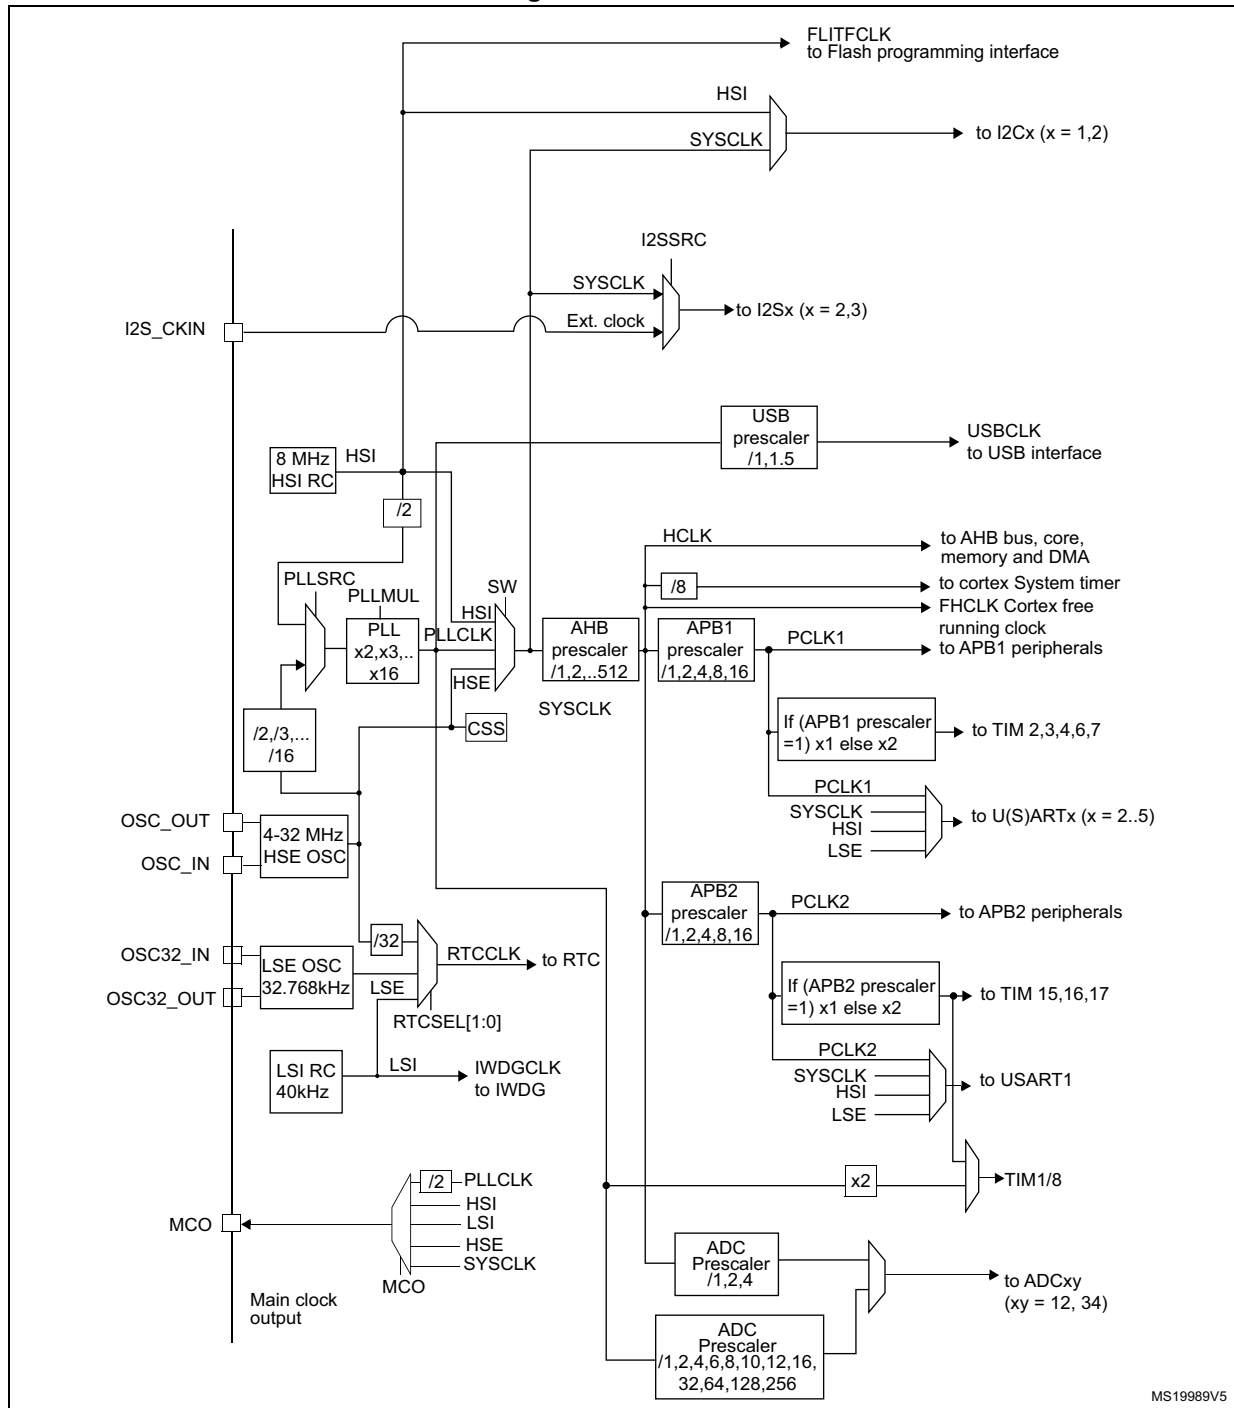 FLITFCLK
to Flash programming interface
HSI
to I2Cx (x = 1,2)
SYSCLK
I2SSRC
SYSCLK
to I2Sx (x = 2,3)
I2S_CKIN
Ext. clock
USB
prescaler
/1,1.5
USBCLK
to USB interface
8 MHz
HSI RC
HSI
/2
HCLK
to AHB bus, core,
memory and DMA
/8
to cortex System timer
FHCLK Cortex free
running clock
PLLSRC
PLLMUL
PLL
x2,x3,..
x16
SW
HSI
PLLCLK
HSE
AHB
prescaler
/1,2,..512
SYSCLK
APB1
prescaler
/1,2,4,8,16
PCLK1
to APB1 peripherals
CSS
/2,/3,...
/16
If (APB1 prescaler
=1) x1 else x2
to TIM 2,3,4,6,7
PCLK1
SYSCLK
HSI
LSE
to U(S)ARTx (x = 2..5)
OSC_OUT
OSC_IN
4-32 MHz
HSE OSC
APB2
prescaler
/1,2,4,8,16
PCLK2
to APB2 peripherals
OSC32_IN
OSC32_OUT
LSE OSC
32.768kHz
/32
LSE
RTCCLK
to RTC
RTCSEL[1:0]
If (APB2 prescaler
=1) x1 else x2
to TIM 15,16,17
LSI RC
40kHz
LSI
IWDGCLK
to IWDG
PCLK2
SYSCLK
HSI
LSE
to USART1
x2
TIM1/8
MCO
/2
PLLCLK
HSI
LSI
HSE
SYSCLK
MCO
Main clock
output
ADC
Prescaler
/1,2,4
to ADCxy
(xy = 12, 34)
ADC
Prescaler
/1,2,4,6,8,10,12,16,
32,64,128,256
MS19989V5